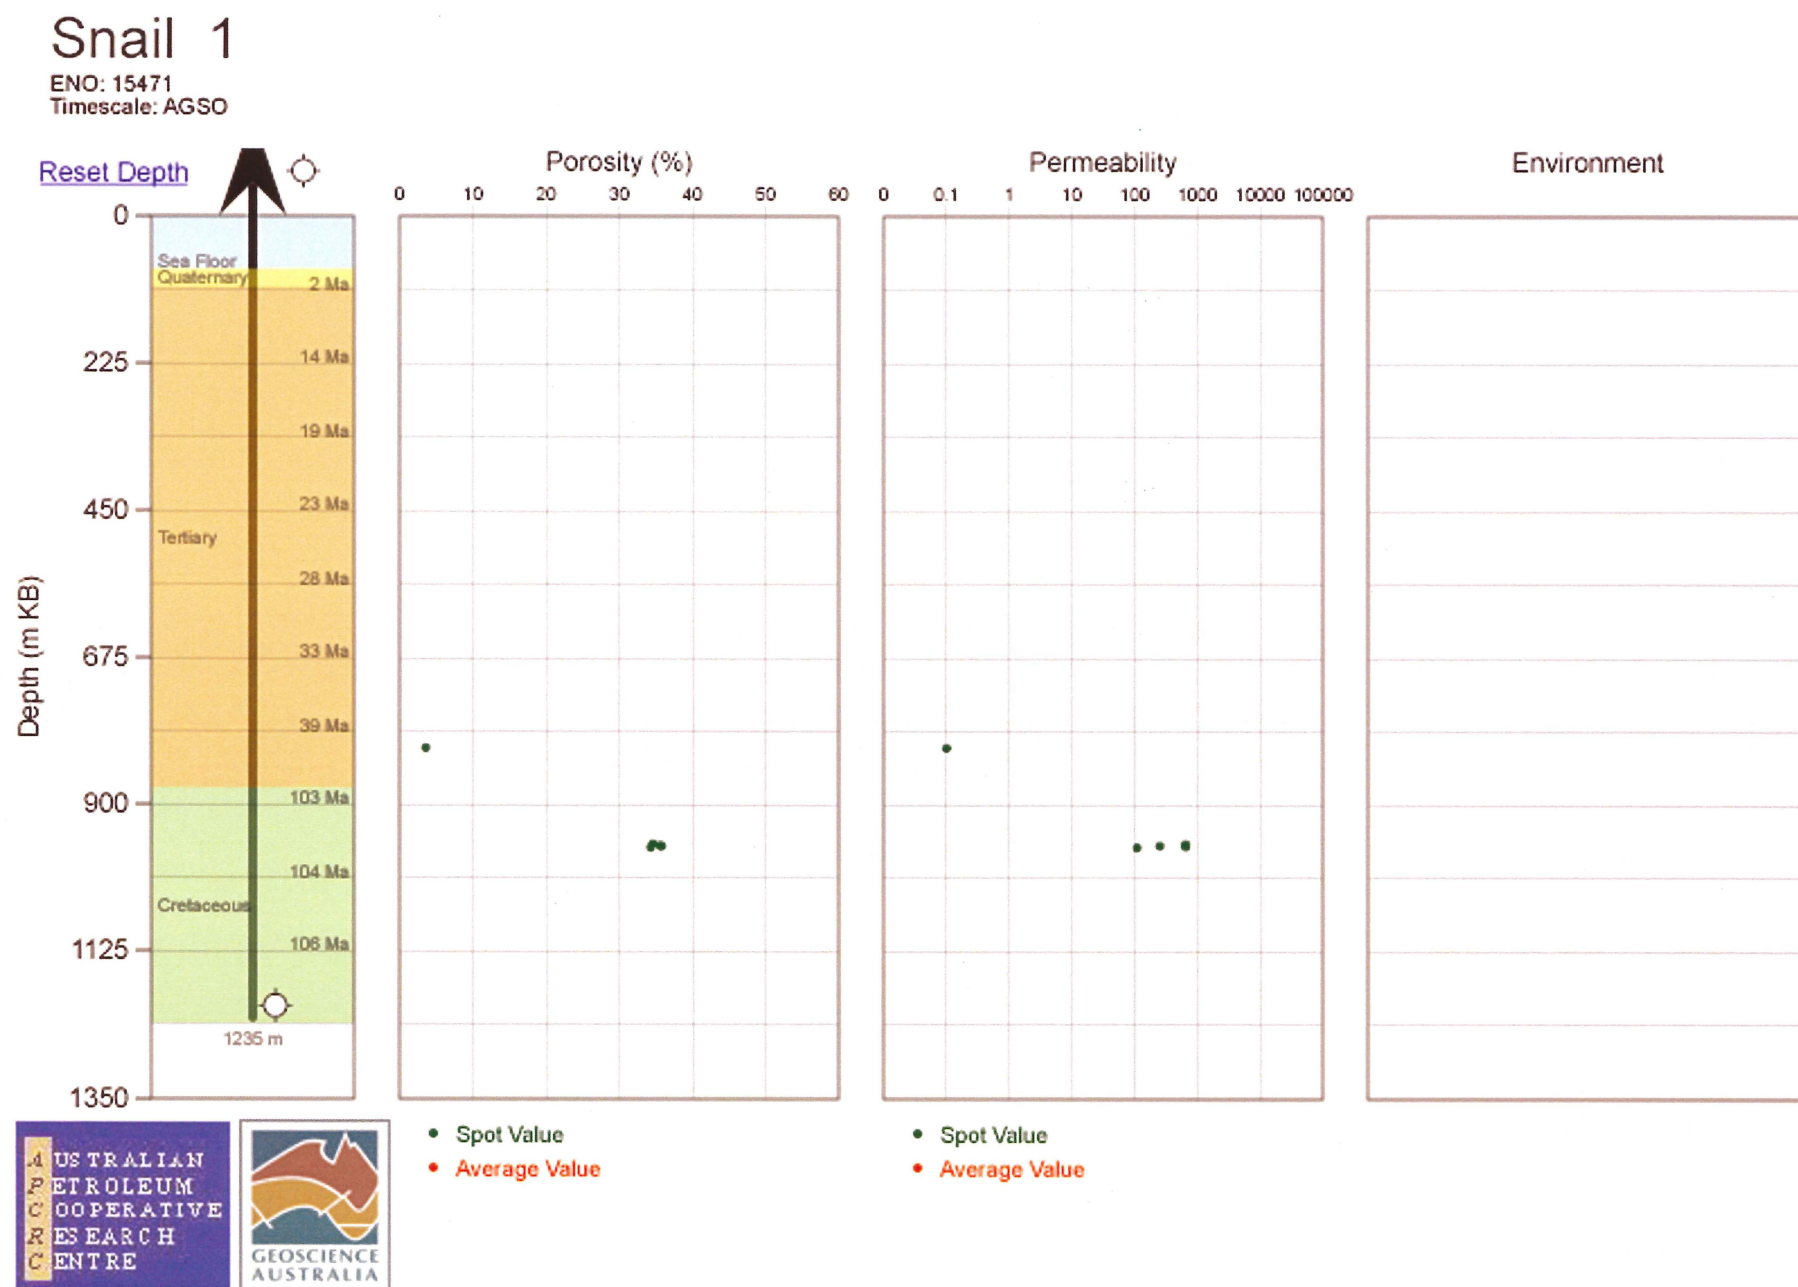 Snail 1
ENO: 15471
Timescale: AGSO
Reset Depth
Porosity (%)
Permeability
Environment
0 10 20 30 40 50 60
0 0.1 1 10 100 1000 10000 100000
Depth (m KB)
0
225
450
675
900
1125
1350
Sea Floor
Quaternary
2 Ma
14 Ma
19 Ma
23 Ma
Tertiary
28 Ma
33 Ma
39 Ma
103 Ma
104 Ma
Cretaceous
106 Ma
1235 m
Spot Value
Average Value
Spot Value
Average Value
AUSTRALIAN
PETROLEUM
COOPERATIVE
RESEARCH
CENTRE
GEOSCIENCE
AUSTRALIA